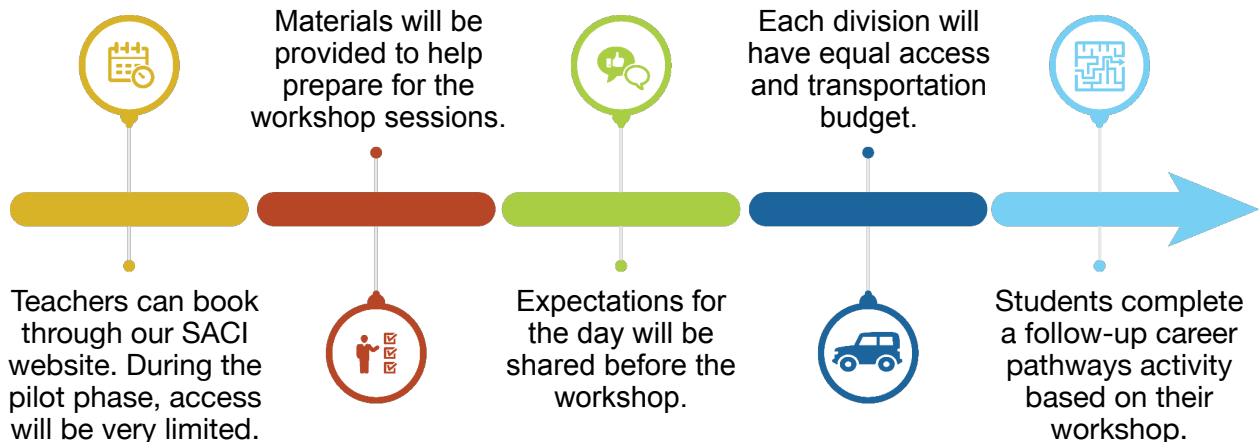 Teachers can book
through our SACI
website. During the
pilot phase, access
will be very limited.
Materials will be
provided to help
prepare for the
workshop sessions.
Expectations for
the day will be
shared before the
workshop.
Each division will
have equal access
and transportation
budget.
Students complete
a follow-up career
pathways activity
based on their
workshop.